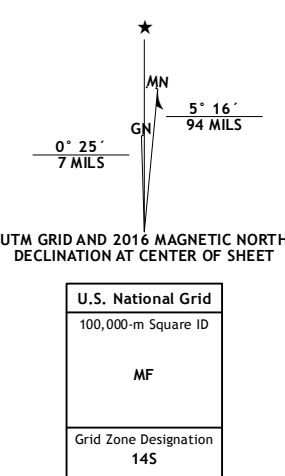 MN
5° 16´
94 MILS
GN
0° 25´
7 MILS
UTM GRID AND 2016 MAGNETIC NORTH
DECLINATION AT CENTER OF SHEET
U.S. National Grid
100,000-m Square ID
MF
Grid Zone Designation
14S